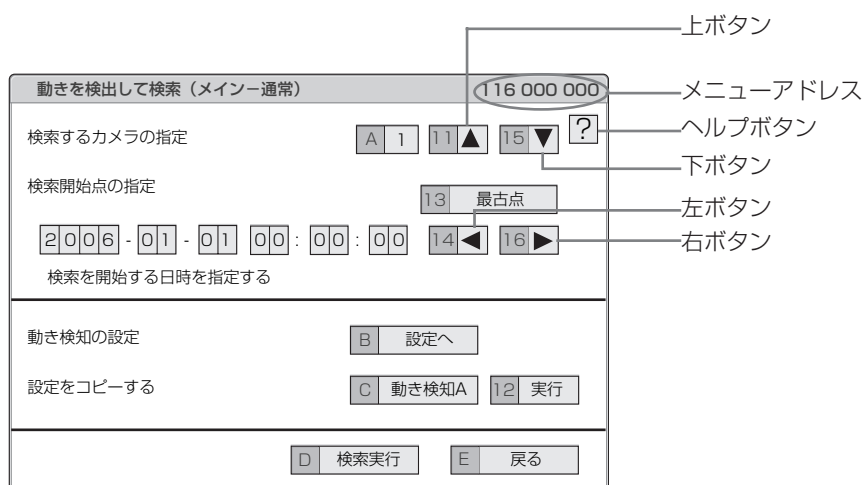 上ボタン
動きを検出して検索（メインー通常） 116 000 000 メニューアドレス
検索するカメラの指定 A 1 11 ▲ 15 ▼ ? ヘルプボタン
下ボタン
検索開始点の指定
13 最古点
左ボタン
2006-01-01 00:00:00 14 ◀ 16 ▶ 右ボタン
検索を開始する日時を指定する
動き検知の設定 B 設定へ
設定をコピーする C 動き検知A 12 実行
D 検索実行 E 戻る